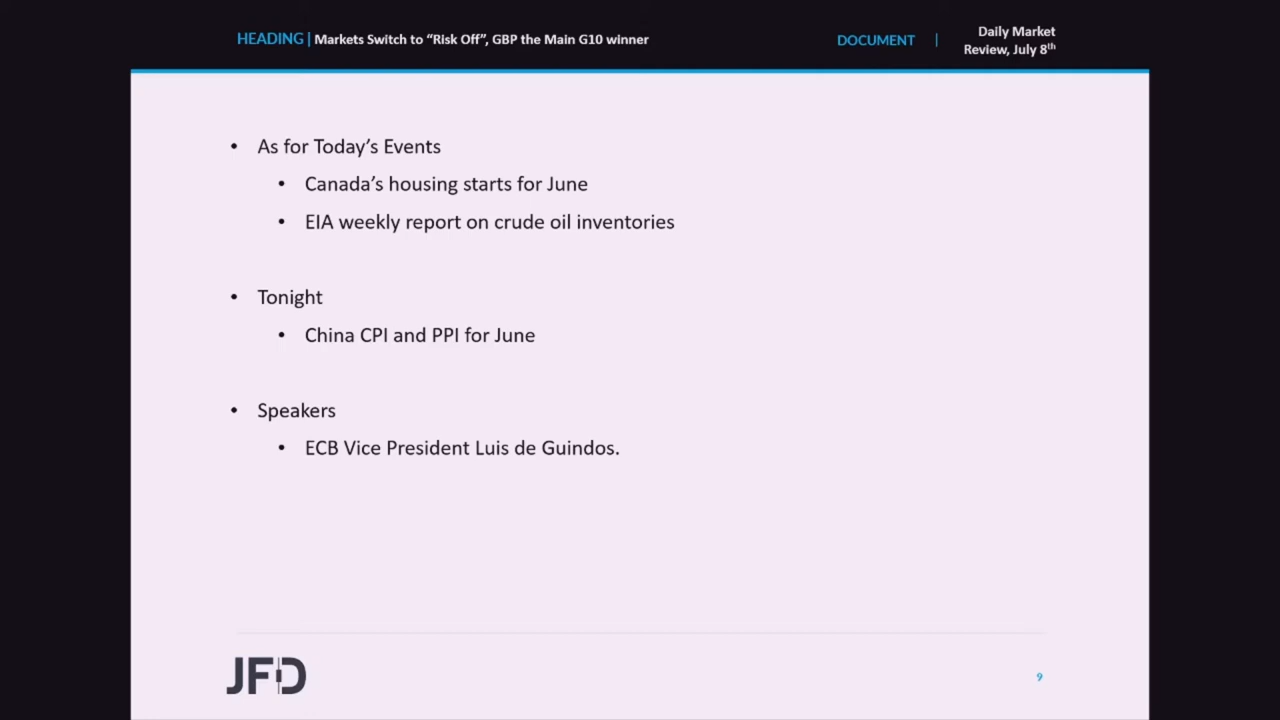 HEADING | Markets Switch to “Risk Off”, GBP the Main G10 winner
DOCUMENT | Daily Market
Review, July 8th
• As for Today’s Events
• Canada’s housing starts for June
• EIA weekly report on crude oil inventories
• Tonight
• China CPI and PPI for June
• Speakers
• ECB Vice President Luis de Guindos.
JFD
9